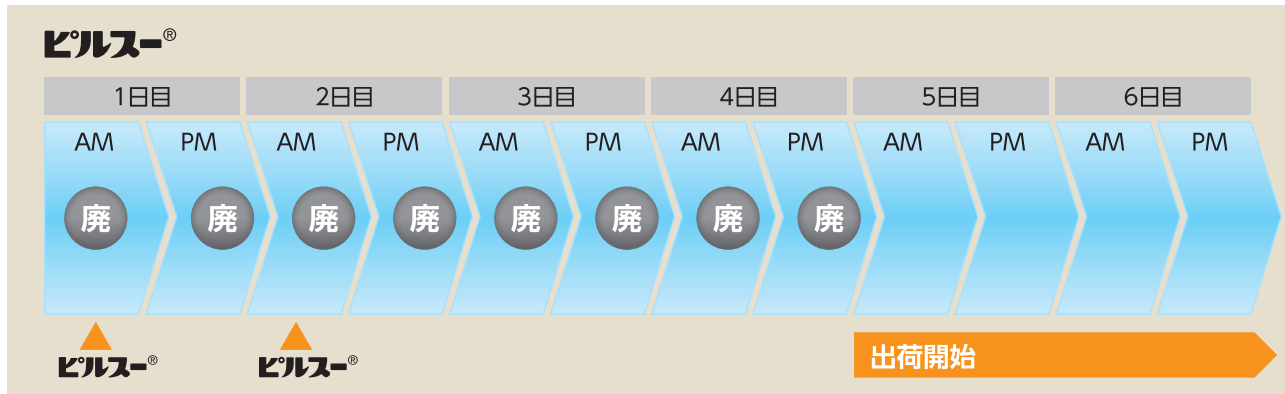 ピルスー®
1日目 2日目 3日目 4日目 5日目 6日目
AM PM AM PM AM PM AM PM AM PM AM PM
廃 廃 廃 廃 廃 廃 廃 廃
ピルスー® ピルスー®
出荷開始